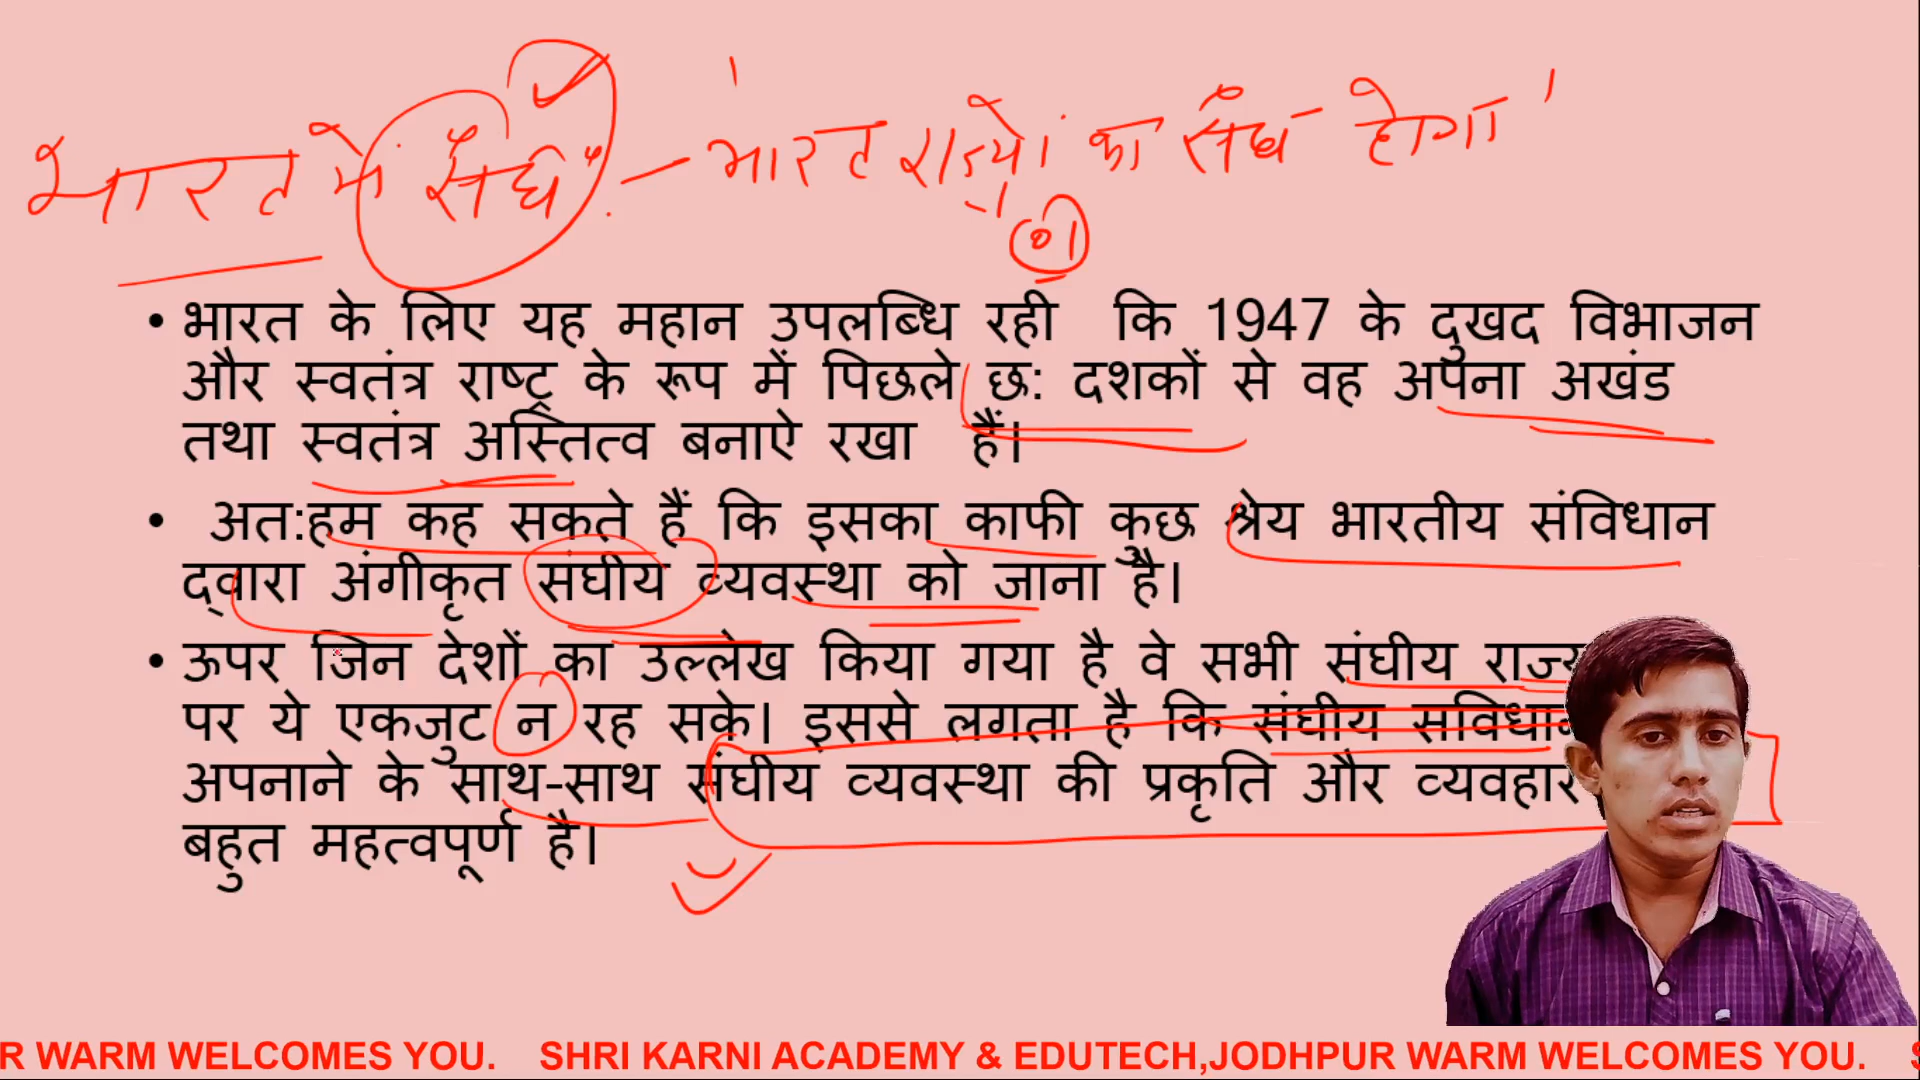 भारत में संघ - 'भारत राज्यों का संघ होगा'
01
• भारत के लिए यह महान उपलब्धि रही कि 1947 के दुखद विभाजन
और स्वतंत्र राष्ट्र के रूप में पिछले छ: दशकों से वह अपना अखंड
तथा स्वतंत्र अस्तित्व बनाऐ रखा हैं।
• अत:हम कह सकते हैं कि इसका काफी कुछ श्रेय भारतीय संविधान
द्वारा अंगीकृत संघीय व्यवस्था को जाना है।
• ऊपर जिन देशों का उल्लेख किया गया है वे सभी संघीय
पर ये एकजुट न रह सके। इससे लगता है कि संघीय
अपनाने के साथ-साथ संघीय व्यवस्था की प्रकृति और व्यवहार
बहुत महत्वपूर्ण है।
R WARM WELCOMES YOU. SHRI KARNI ACADEMY & EDUTECH,JODHPUR WARM WELCOMES YOU.